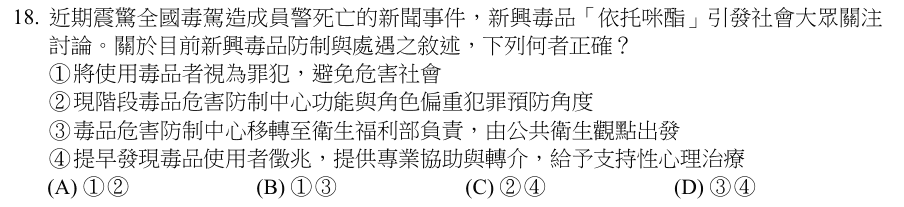 18. 近期震驚全國毒駕造成員警死亡的新聞事件，新興毒品「依托咪酯」引發社會大眾關注
討論。關於目前新興毒品防制與處遇之敘述，下列何者正確？
①將使用毒品者視為罪犯，避免危害社會
②現階段毒品危害防制中心功能與角色偏重犯罪預防角度
③毒品危害防制中心移轉至衛生福利部負責，由公共衛生觀點出發
④提早發現毒品使用者徵兆，提供專業協助與轉介，給予支持性心理治療
(A) ①② (B) ①③ (C) ②④ (D) ③④